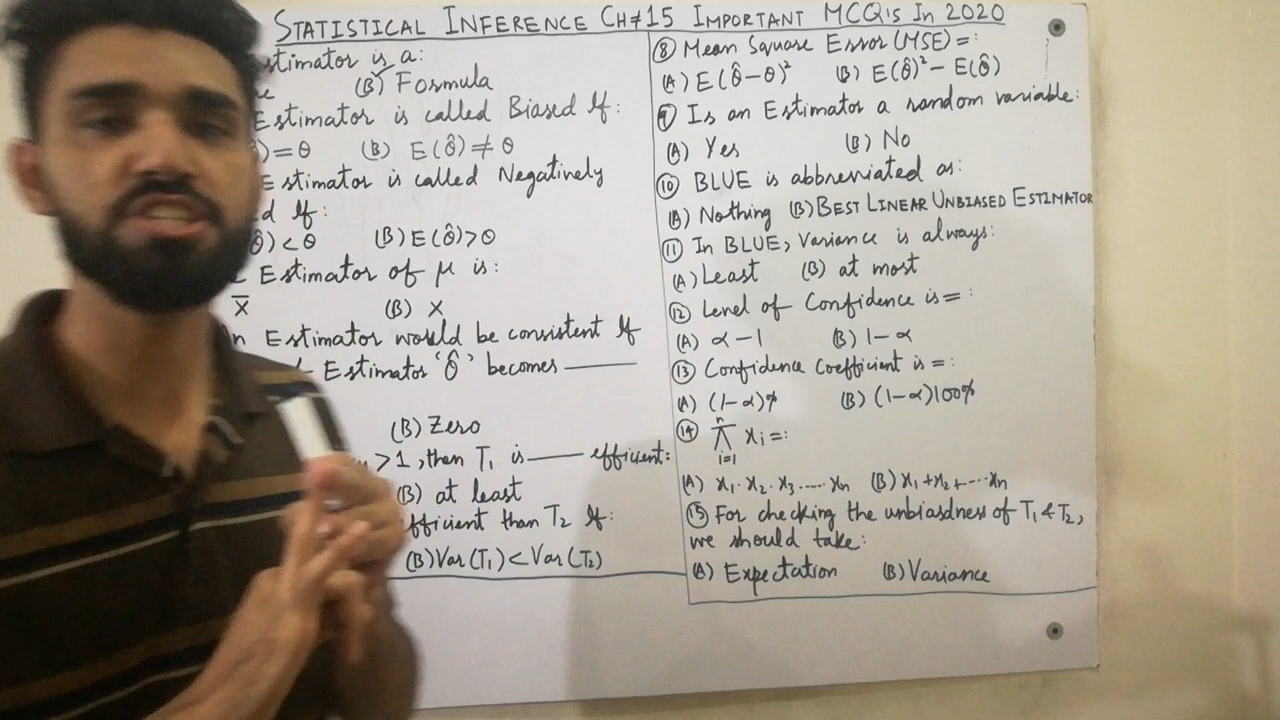 STATISTICAL INFERENCE CH#15 IMPORTANT MCQ'S IN 2020
stimator is a:
(B) Formula
Estimator is called Biased If:
)=θ (B) E(θ̂)≠θ
Estimator is called Negatively
d If:
θ̂)<θ (B) E(θ̂)>θ
Estimator of μ is:
X̄ (B) X
n Estimator would be consistent If
Estimator 'θ̂' becomes ———
(B) Zero
>1, then T₁ is ——— efficient:
(B) at least
fficient than T₂ If:
(B) Var(T₁)<Var(T₂)
⑧ Mean Square Error (MSE)=:
(A) E(θ̂-θ)² (B) E(θ̂)²-E(θ̂)
⑨ Is an Estimator a random variable:
(A) Yes (B) No
⑩ BLUE is abbreviated as:
(A) Nothing (B) BEST LINEAR UNBIASED ESTIMATOR
⑪ In BLUE, Variance is always:
(A) Least (B) at most
⑫ Level of Confidence is=:
(A) α-1 (B) 1-α
⑬ Confidence Coefficient is=:
(A) (1-α)% (B) (1-α)100%
⑭ n π i=1 xi=:
(A) x₁.x₂.x₃.....xn (B) x₁+x₂+....xn
⑮ For checking the unbiasdness of T₁ & T₂,
we should take:
(A) Expectation (B) Variance